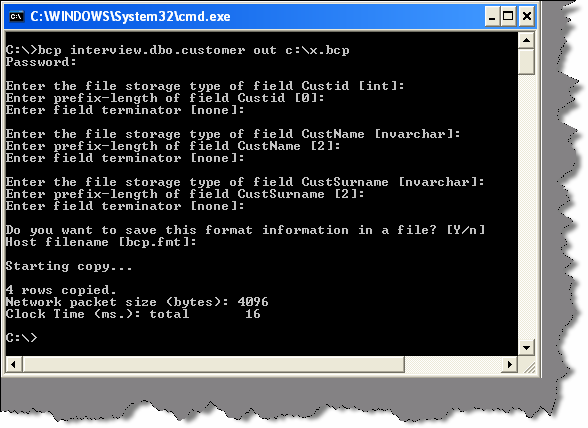 C:\WINDOWS\System32\cmd.exe
C:\>bcp interview.dbo.customer out c:\x.bcp
Password:
Enter the file storage type of field Custid [int]:
Enter prefix-length of field Custid [0]:
Enter field terminator [none]:
Enter the file storage type of field CustName [nvarchar]:
Enter prefix-length of field CustName [2]:
Enter field terminator [none]:
Enter the file storage type of field CustSurname [nvarchar]:
Enter prefix-length of field CustSurname [2]:
Enter field terminator [none]:
Do you want to save this format information in a file? [Y/n]
Host filename [bcp.fmt]:
Starting copy...
4 rows copied.
Network packet size (bytes): 4096
Clock Time (ms.): total 16
C:\>